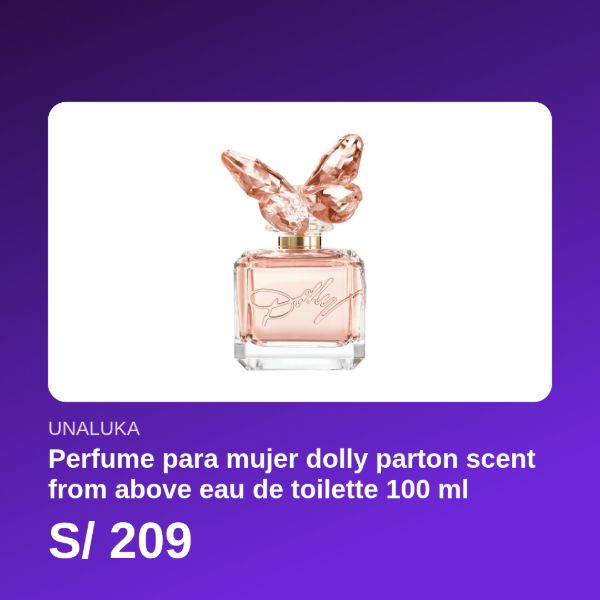 Dolly
UNALUKA
Perfume para mujer dolly parton scent
from above eau de toilette 100 ml
S/ 209